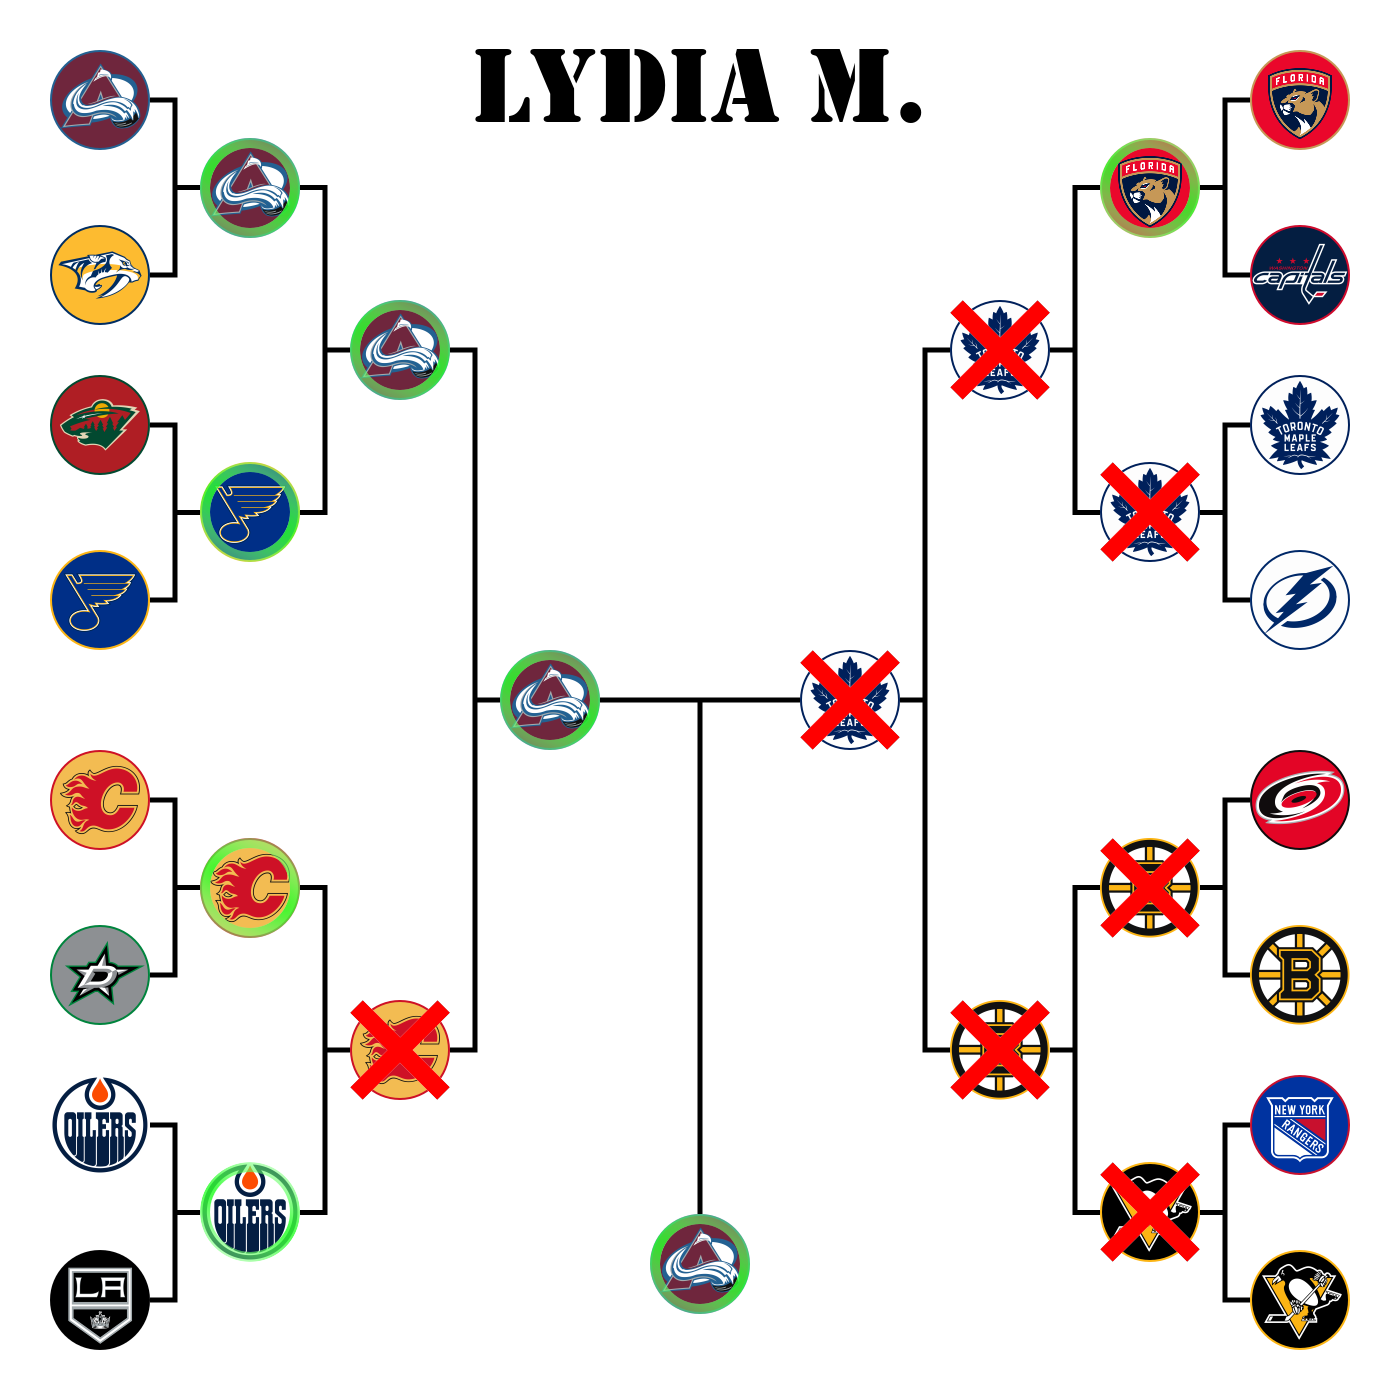 LYDIA M.
FLORIDA
FLORIDA
capitals
TORONTO
MAPLE
LEAFS
OILERS
OILERS
LA
NEW YORK
RANGERS